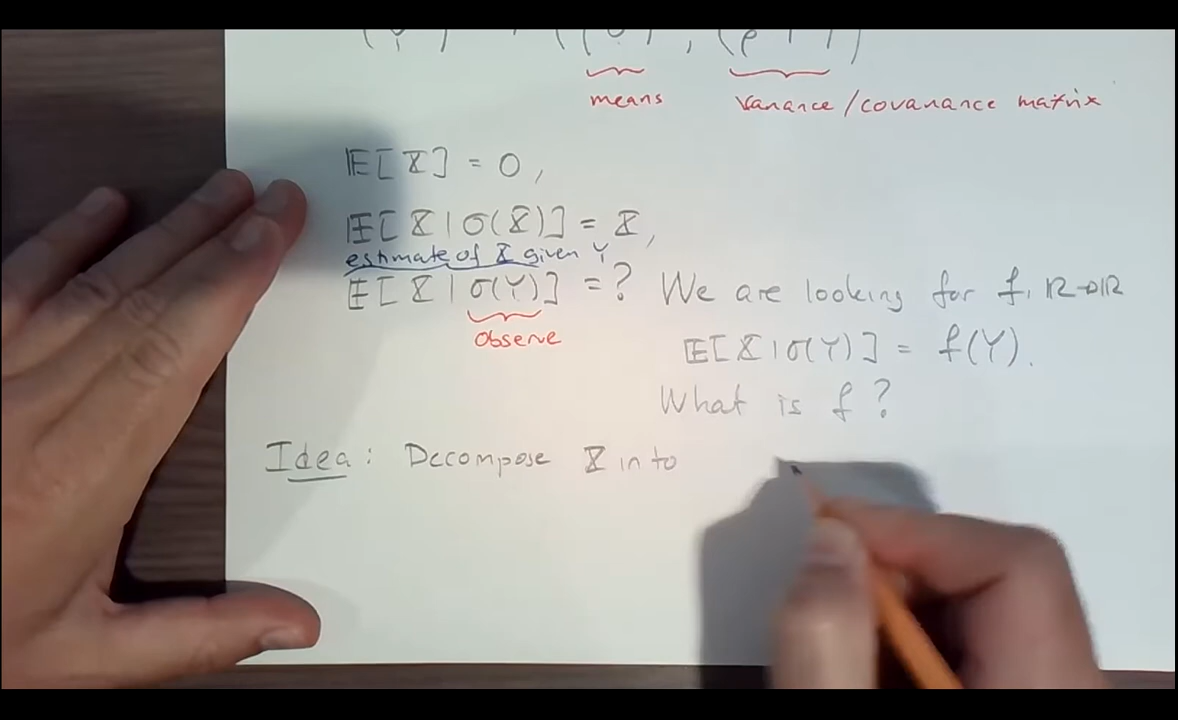 means variance/covariance matrix
𝔼[X] = 0,
𝔼[X|σ(X)] = X,
estimate of X given Y
𝔼[X|σ(Y)] = ? We are looking for f: ℝ→ℝ
observe
𝔼[X|σ(Y)] = f(Y).
What is f?
Idea: Decompose X into